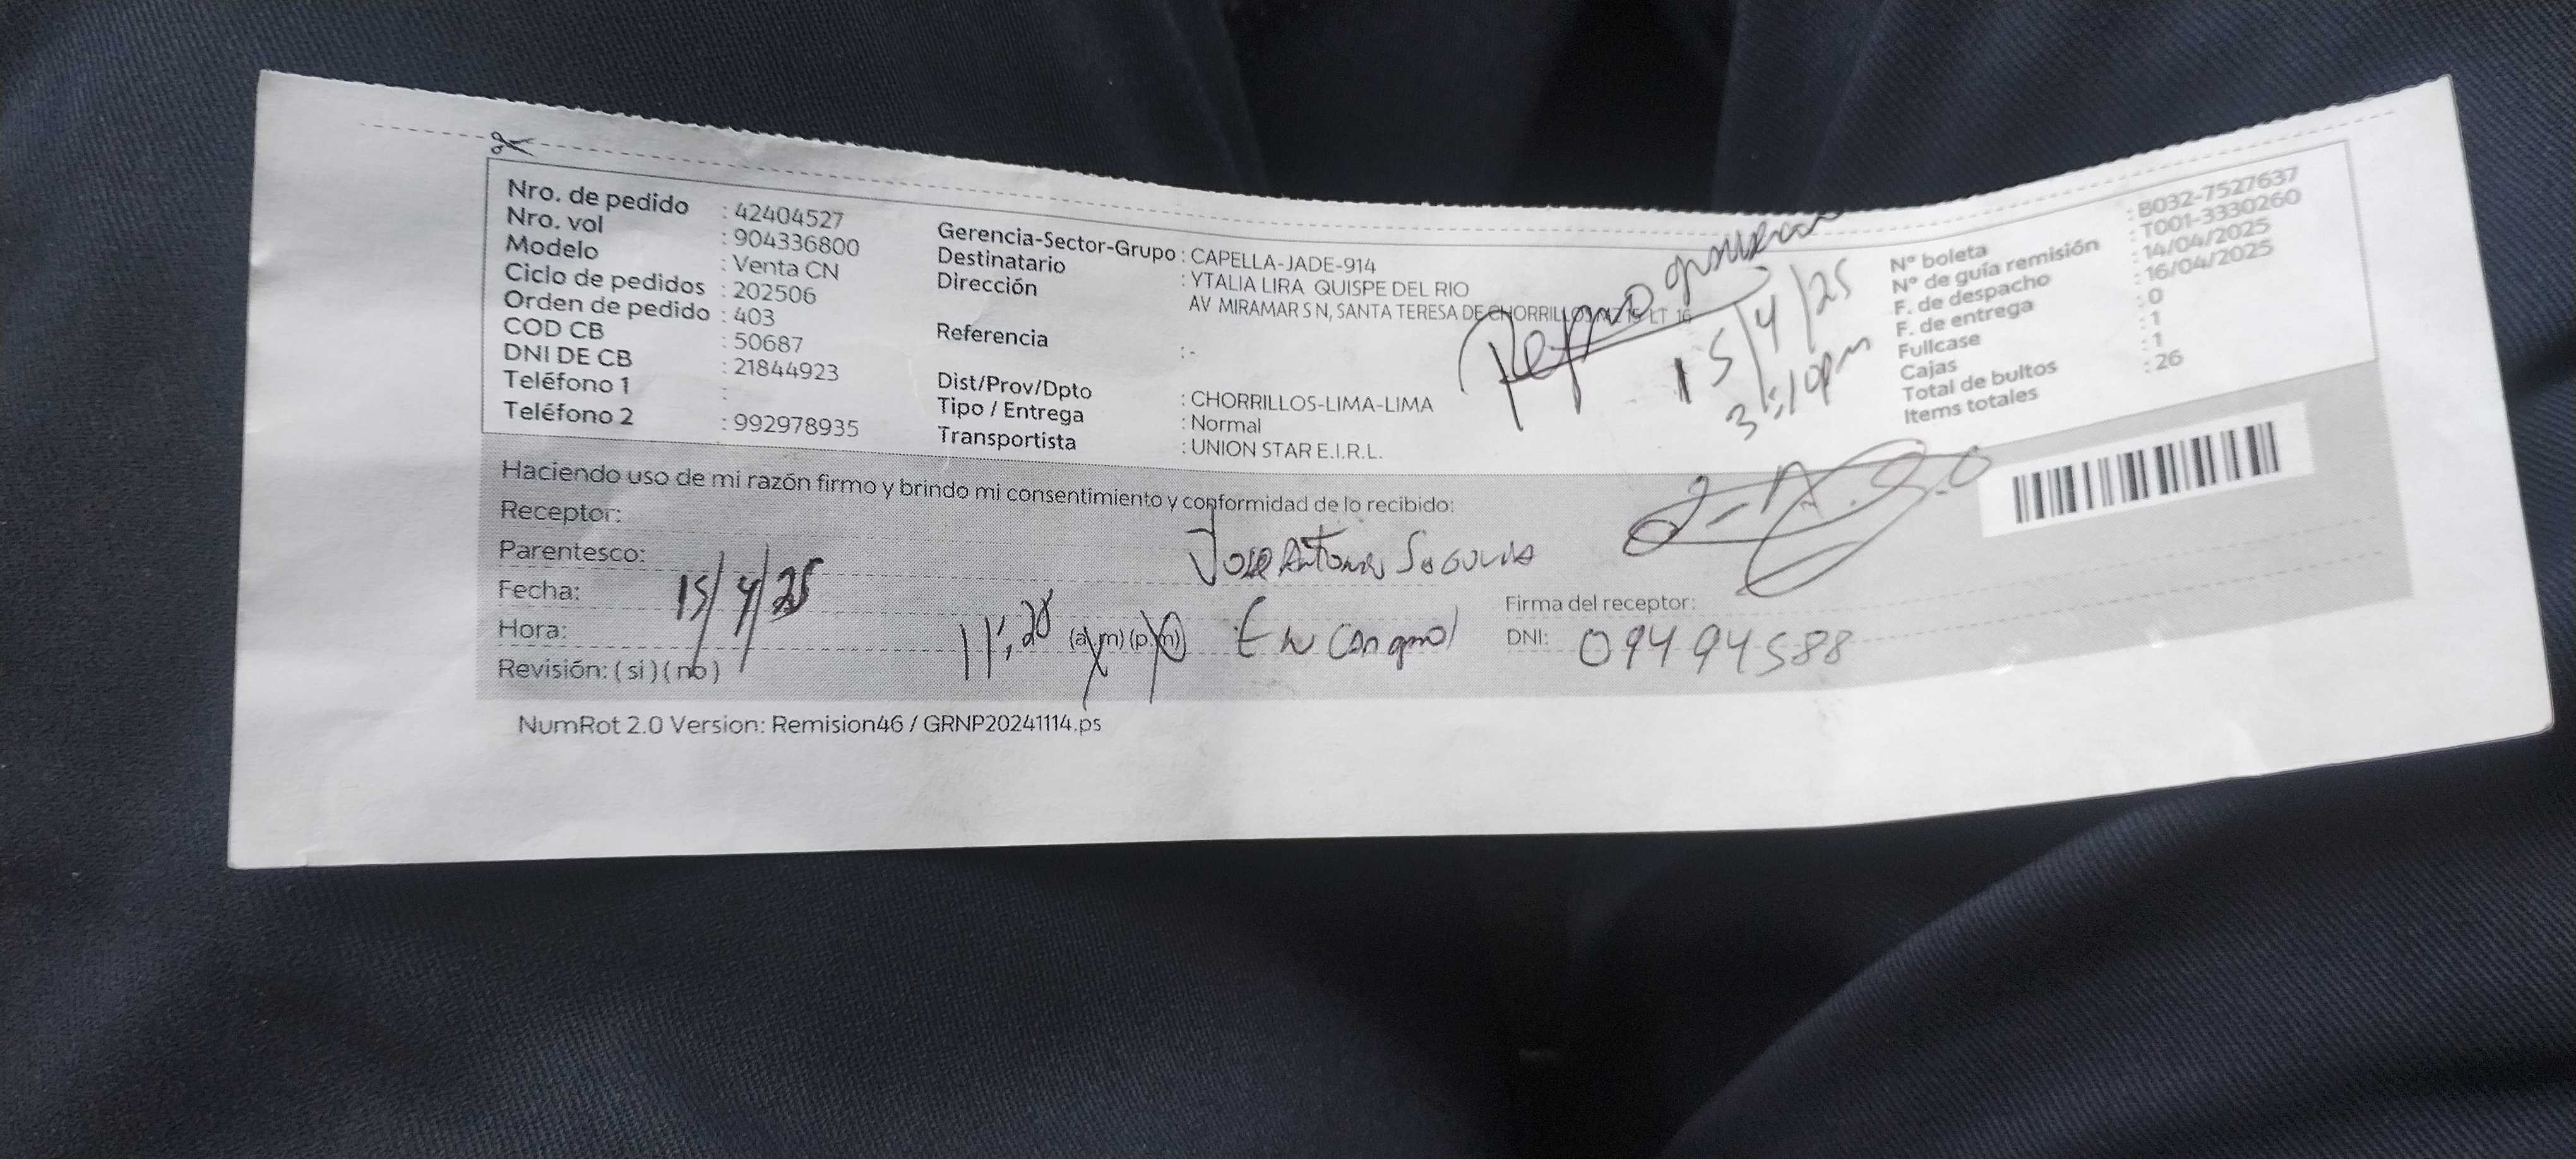 Nro. de pedido : 42404527
Nro. vol : 904336800
Modelo : Venta CN
Ciclo de pedidos : 202506
Orden de pedido : 403
COD CB : 50687
DNI DE CB : 21844923
Teléfono 1 :
Teléfono 2 : 992978935
Gerencia-Sector-Grupo : CAPELLA-JADE-914
Destinatario : YTALIA LIRA QUISPE DEL RIO
Dirección : AV MIRAMAR S N, SANTA TERESA DE CHORRILLOS MZ 15 LT 16
Referencia : -
Dist/Prov/Dpto : CHORRILLOS-LIMA-LIMA
Tipo / Entrega : Normal
Transportista : UNION STAR E.I.R.L.
15/4/25
3:10pm
N° boleta : B032-7527637
N° de guía remisión : T001-3330260
F. de despacho : 14/04/2025
F. de entrega : 16/04/2025
Fullcase : 0
Cajas : 1
Total de bultos : 1
Items totales : 26
Haciendo uso de mi razón firmo y brindo mi consentimiento y conformidad de lo recibido:
Receptor:
Jose Antonio Segovia
Parentesco:
Fecha: 15/4/25
Firma del receptor:
Hora: 11:20 (a.m) (p.m)
DNI: 09494588
Revisión: ( si ) ( no )
NumRot 2.0 Version: Remision46 / GRNP20241114.ps